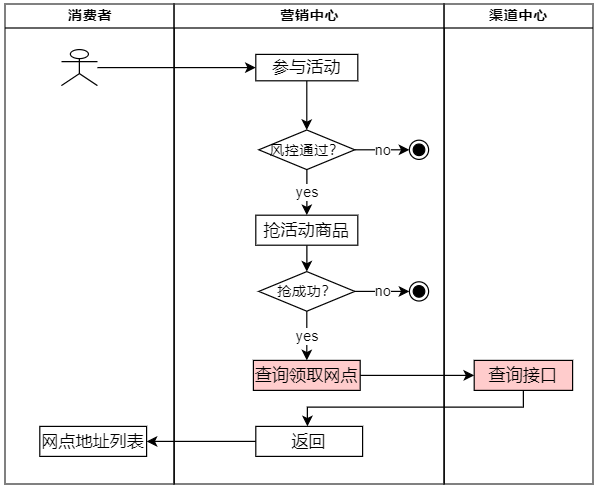 消费者
营销中心
渠道中心
参与活动
风控通过?
no
yes
抢活动商品
抢成功?
no
yes
查询领取网点
查询接口
网点地址列表
返回